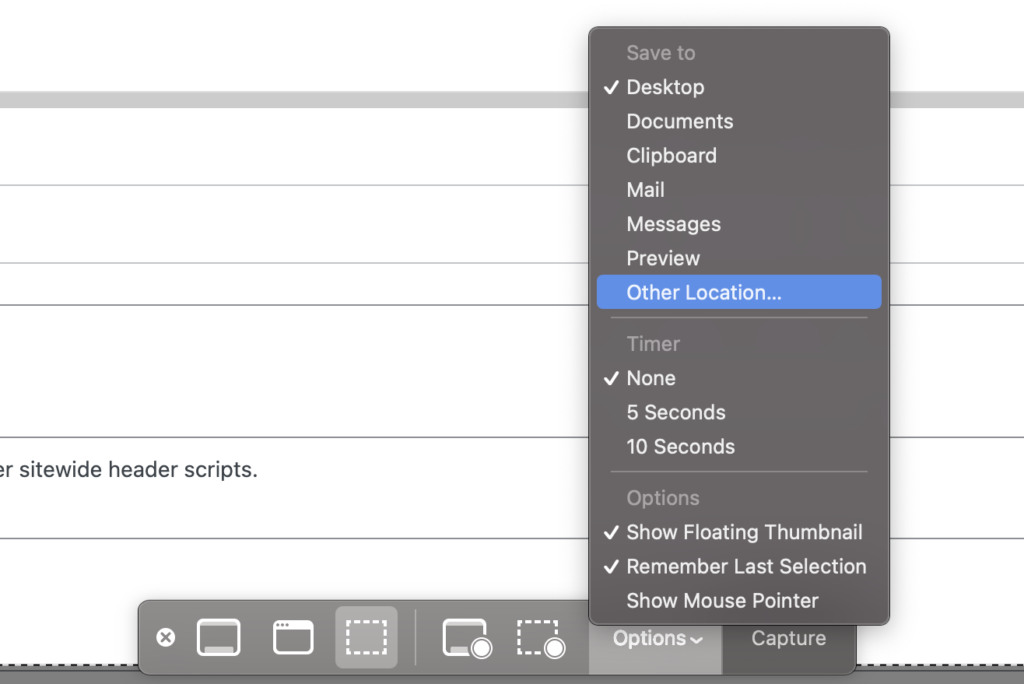 Save to
✓ Desktop
Documents
Clipboard
Mail
Messages
Preview
Other Location...
Timer
✓ None
5 Seconds
10 Seconds
er sitewide header scripts.
Options
✓ Show Floating Thumbnail
✓ Remember Last Selection
Show Mouse Pointer
Options
Capture